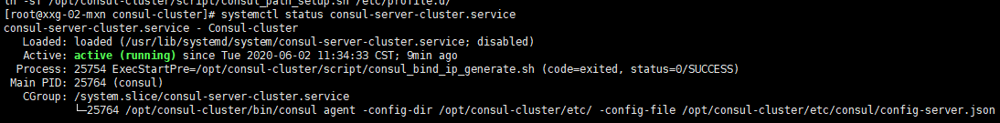 ln -sf /opt/consul-cluster/script/consul_path_setup.sh /etc/profile.d/
[root@xxg-02-mxn consul-cluster]# systemctl status consul-server-cluster.service
consul-server-cluster.service - Consul-cluster
   Loaded: loaded (/usr/lib/systemd/system/consul-server-cluster.service; disabled)
   Active: active (running) since Tue 2020-06-02 11:34:33 CST; 9min ago
  Process: 25754 ExecStartPre=/opt/consul-cluster/script/consul_bind_ip_generate.sh (code=exited, status=0/SUCCESS)
 Main PID: 25764 (consul)
   CGroup: /system.slice/consul-server-cluster.service
           └─25764 /opt/consul-cluster/bin/consul agent -config-dir /opt/consul-cluster/etc/ -config-file /opt/consul-cluster/etc/consul/config-server.json